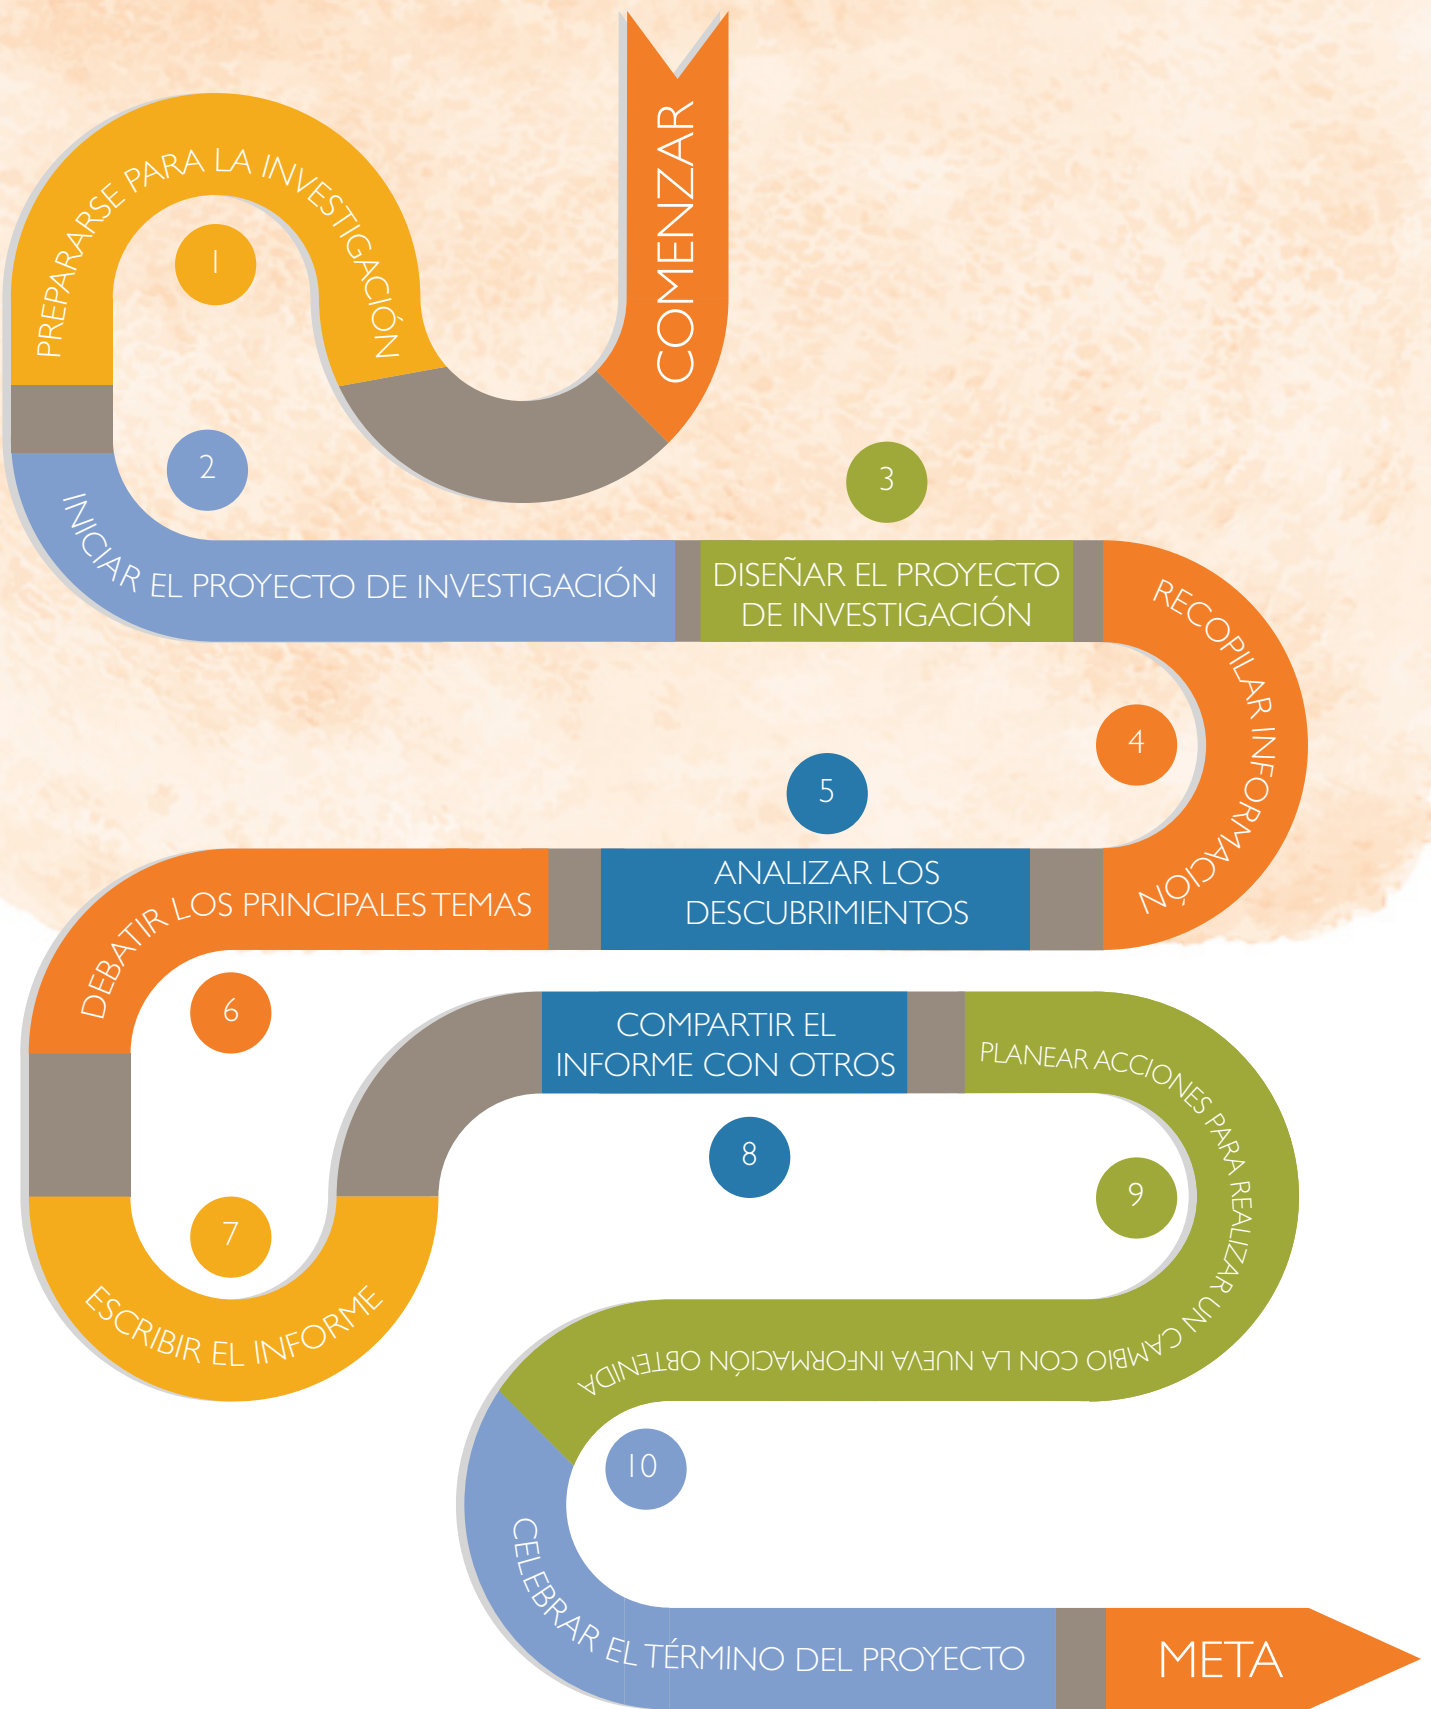 COMENZAR
PREPARARSE PARA LA INVESTIGACIÓN
1
2
INICIAR EL PROYECTO DE INVESTIGACIÓN
3
DISEÑAR EL PROYECTO
DE INVESTIGACIÓN
RECOPILAR INFORMACIÓN
4
5
ANALIZAR LOS
DESCUBRIMIENTOS
DEBATIR LOS PRINCIPALES TEMAS
6
7
ESCRIBIR EL INFORME
COMPARTIR EL
INFORME CON OTROS
8
PLANEAR ACCIONES PARA REALIZAR UN CAMBIO CON LA NUEVA INFORMACIÓN OBTENIDA
9
10
CELEBRAR EL TÉRMINO DEL PROYECTO
META